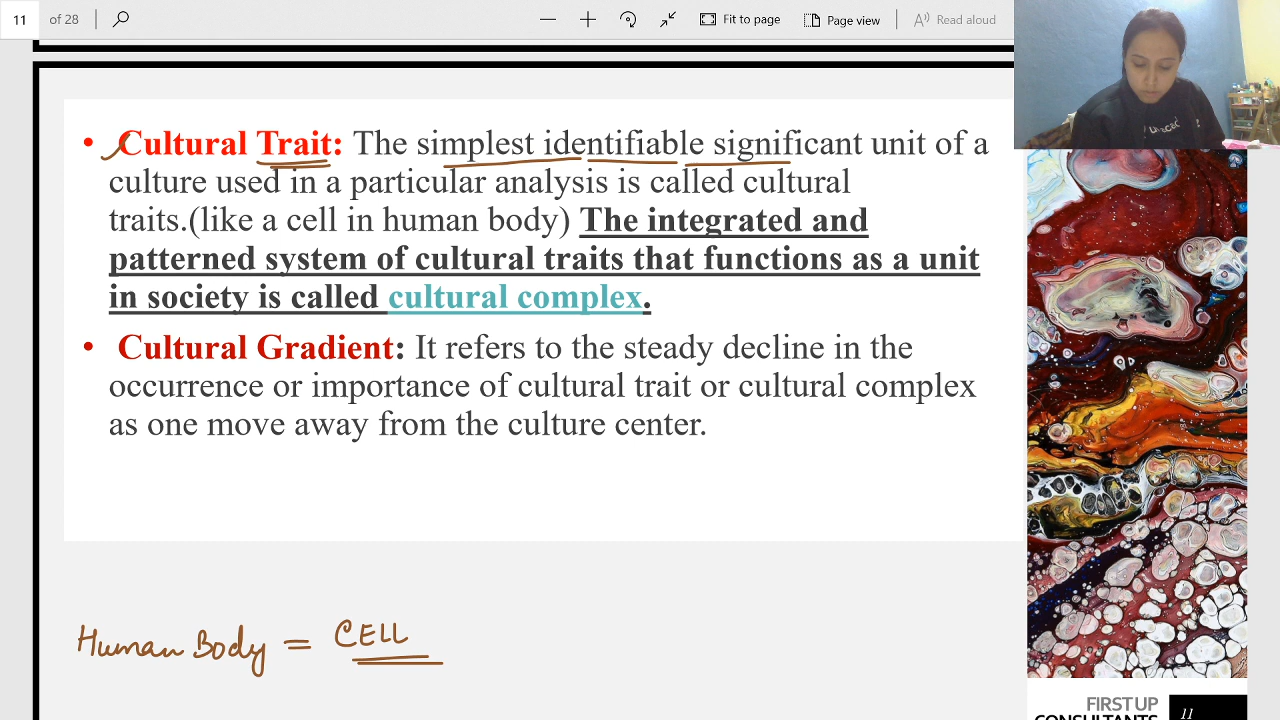 11 of 28 Fit to page Page view Read aloud
• Cultural Trait: The simplest identifiable significant unit of a
culture used in a particular analysis is called cultural
traits.(like a cell in human body) The integrated and
patterned system of cultural traits that functions as a unit
in society is called cultural complex.
• Cultural Gradient: It refers to the steady decline in the
occurrence or importance of cultural trait or cultural complex
as one move away from the culture center.
Human Body = CELL
FIRST UP
CONSULTANTS
11